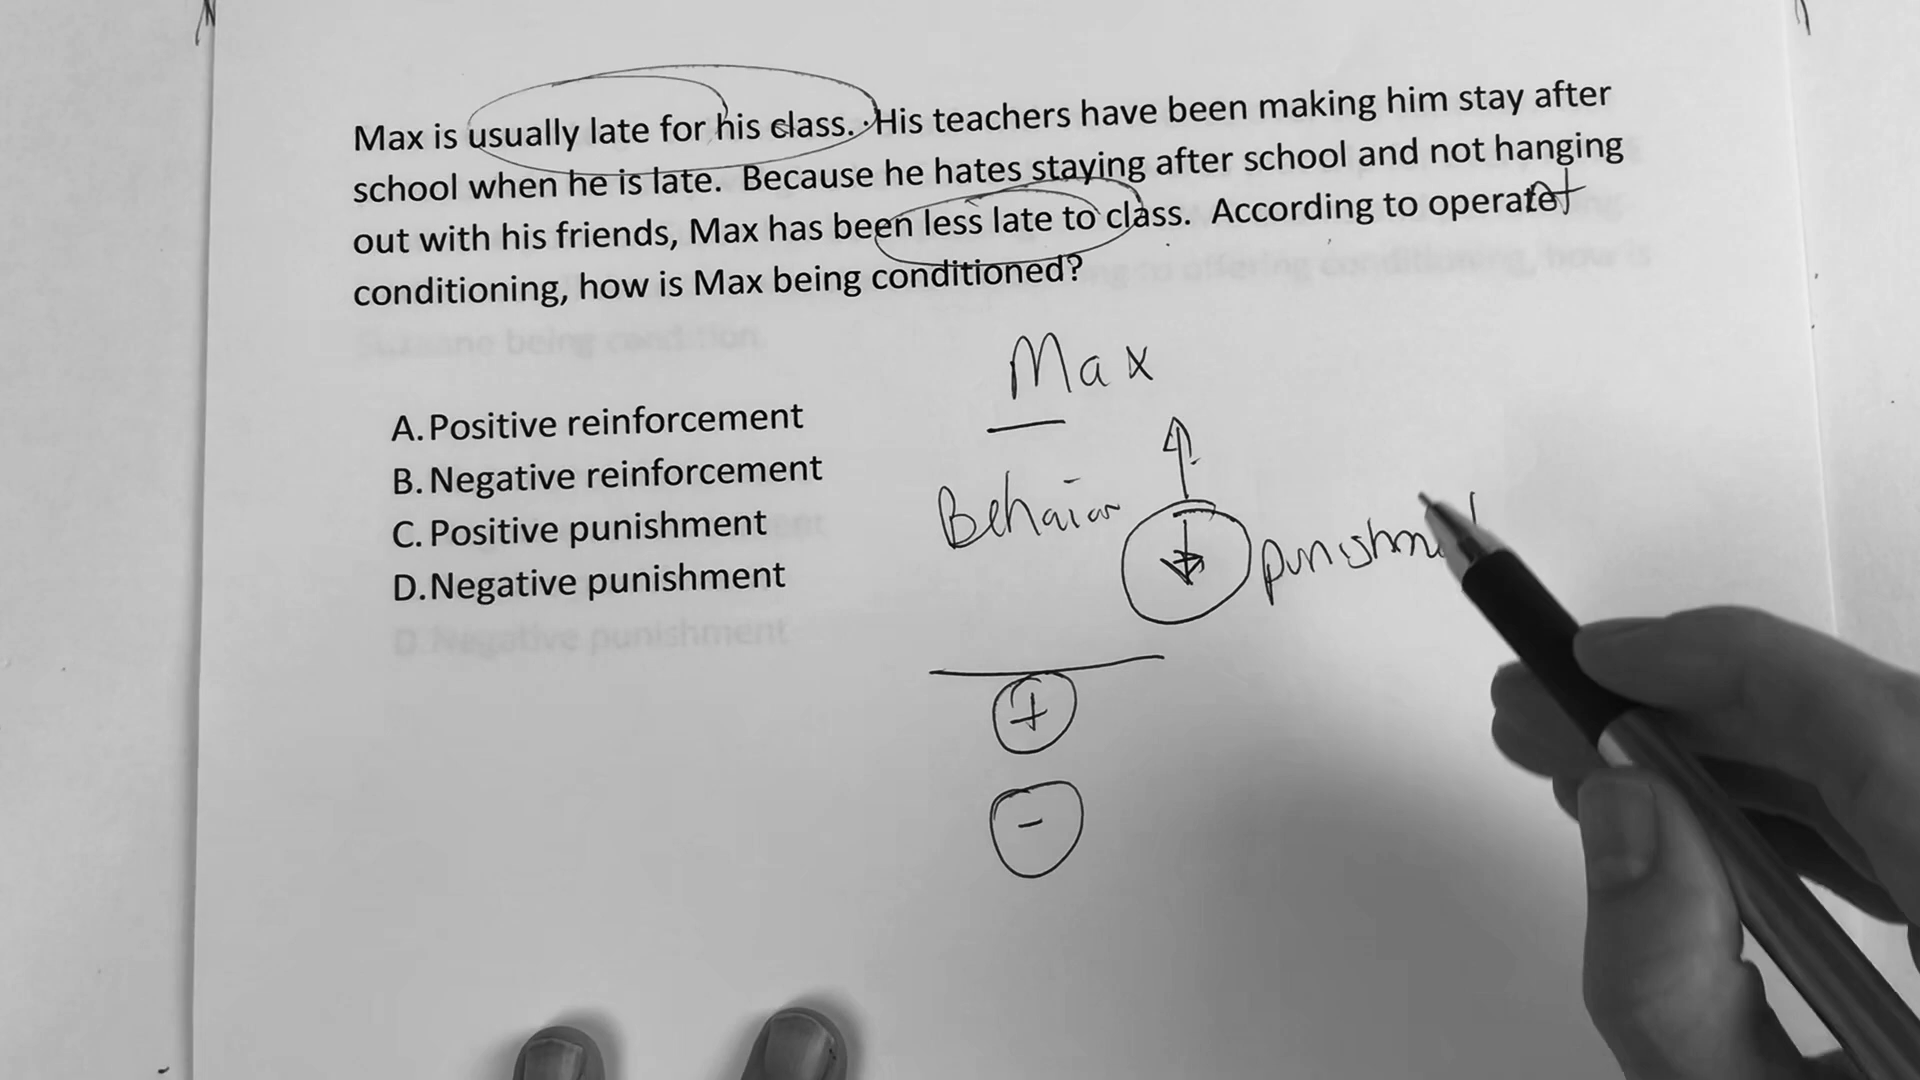 Max is usually late for his class. His teachers have been making him stay after
school when he is late. Because he hates staying after school and not hanging
out with his friends, Max has been less late to class. According to operatet
conditioning, how is Max being conditioned?
Max
A. Positive reinforcement
B. Negative reinforcement
Behaior
C. Positive punishment
D. Negative punishment
+
-